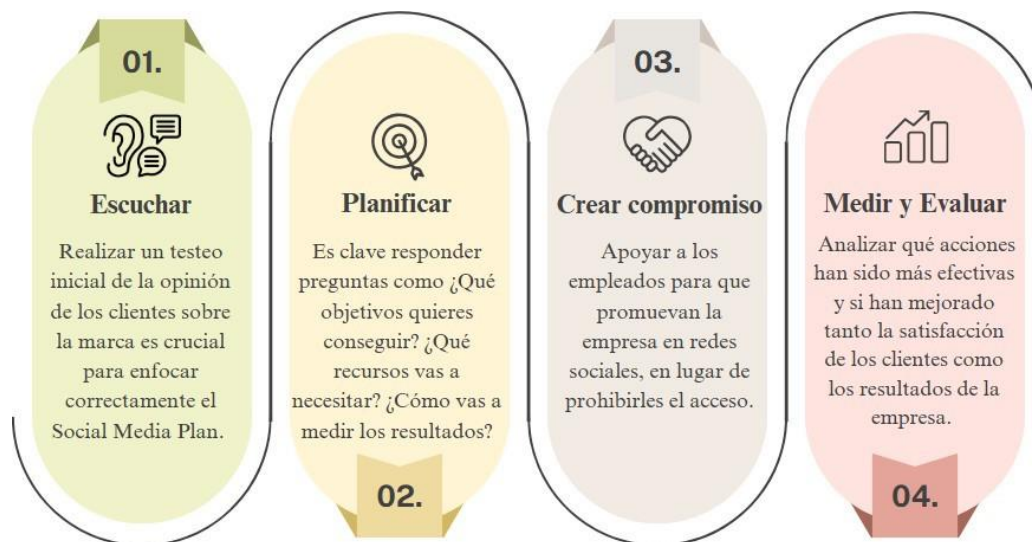 01.
Escuchar
Realizar un testeo
inicial de la opinión
de los clientes sobre
la marca es crucial
para enfocar
correctamente el
Social Media Plan.
Planificar
Es clave responder
preguntas como ¿Qué
objetivos quieres
conseguir? ¿Qué
recursos vas a
necesitar? ¿Cómo vas a
medir los resultados?
02.
03.
Crear compromiso
Apoyar a los
empleados para que
promuevan la
empresa en redes
sociales, en lugar de
prohibirles el acceso.
Medir y Evaluar
Analizar qué acciones
han sido más efectivas
y si han mejorado
tanto la satisfacción
de los clientes como
los resultados de la
empresa.
04.